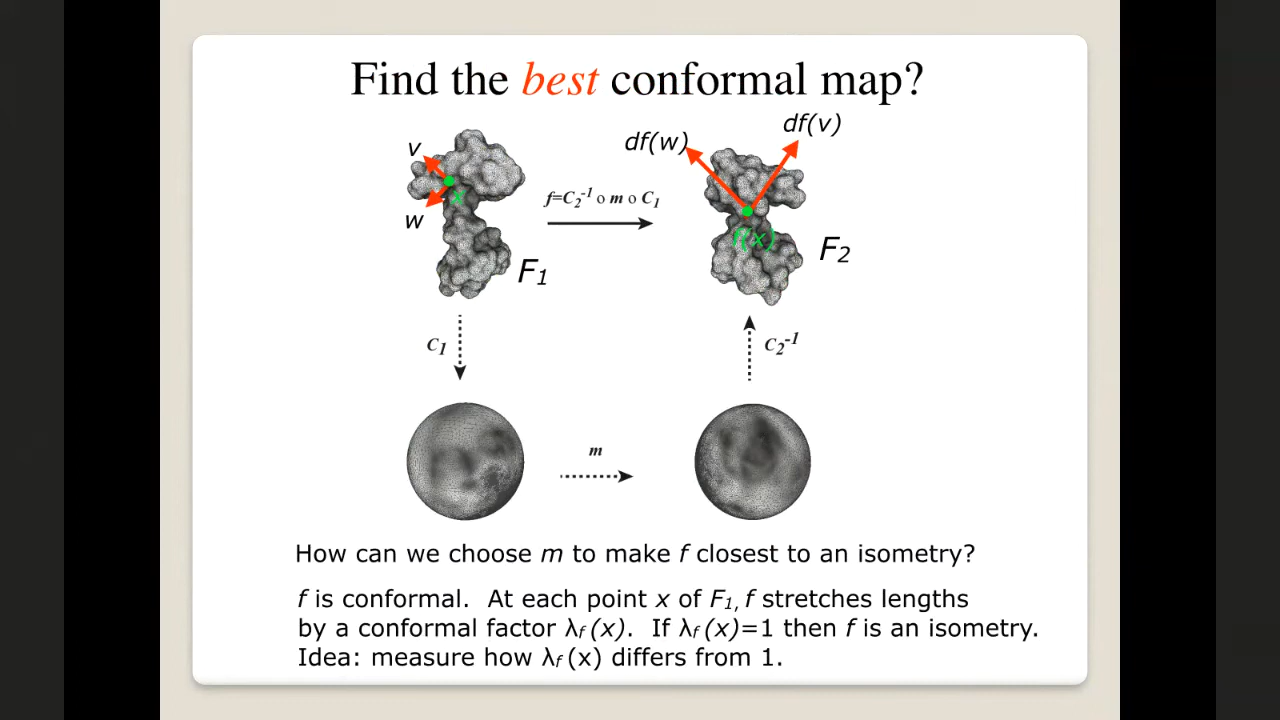 Find the best conformal map?
df(v)
df(w)
v
x
f=C₂⁻¹ o m o C₁
w
f(x)
F₂
F₁
C₁
C₂⁻¹
m
How can we choose m to make f closest to an isometry?
f is conformal. At each point x of F₁, f stretches lengths
by a conformal factor λf (x). If λf (x)=1 then f is an isometry.
Idea: measure how λf (x) differs from 1.